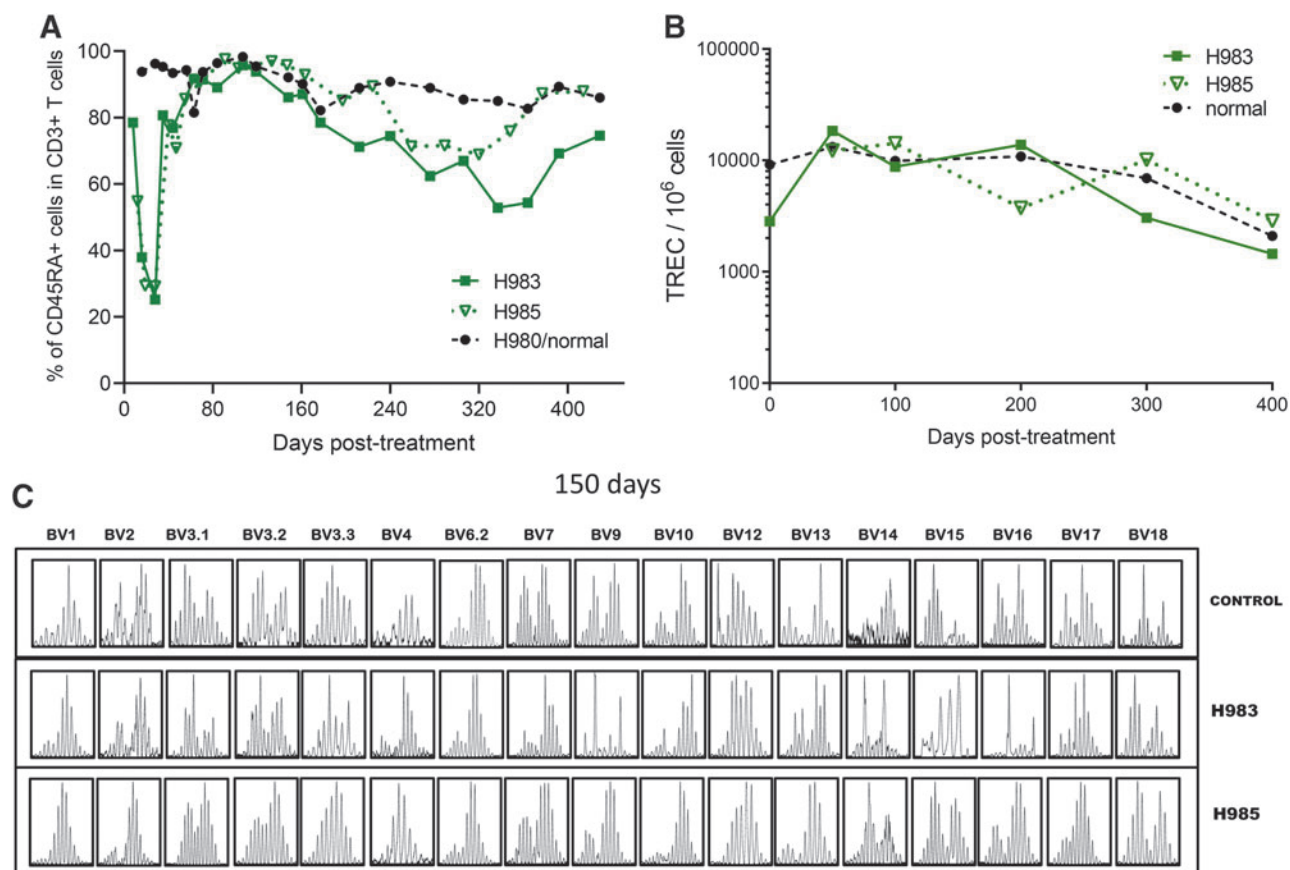 A
% of CD45RA+ cells in CD3+ T cells
100
80
60
40
20
0
0 80 160 240 320 400
Days post-treatment
H983
H985
H980/normal
B
TREC / 10⁶ cells
100000
10000
1000
100
0 100 200 300 400
Days post-treatment
H983
H985
normal
C
150 days
BV1 BV2 BV3.1 BV3.2 BV3.3 BV4 BV6.2 BV7 BV9 BV10 BV12 BV13 BV14 BV15 BV16 BV17 BV18
CONTROL
H983
H985